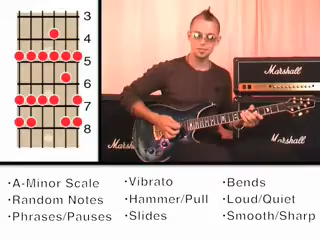 3
4
5
6
7
8
Marshall
Marshall
Marshall
·A-Minor Scale
·Random Notes
·Phrases/Pauses
·Vibrato
·Hammer/Pull
·Slides
·Bends
·Loud/Quiet
·Smooth/Sharp